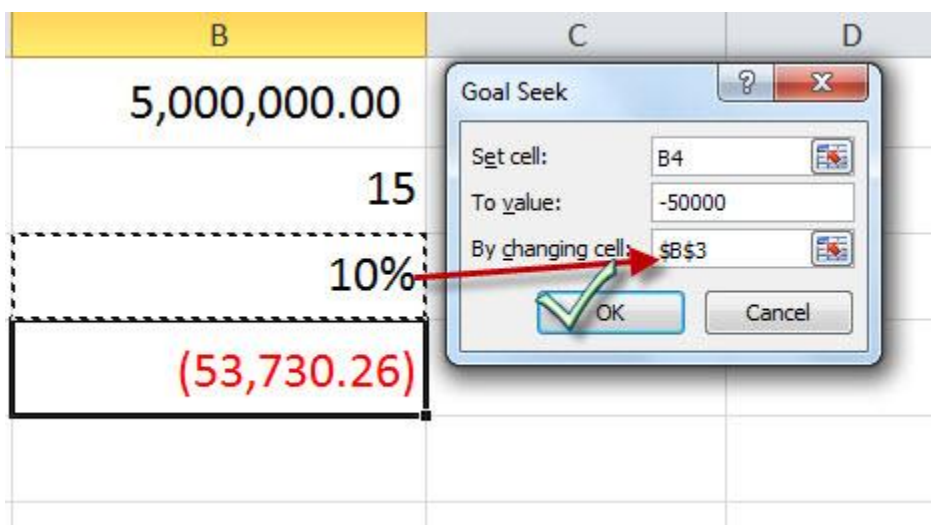 B C D
5,000,000.00
15
10%
(53,730.26)
Goal Seek
Set cell: B4
To value: -50000
By changing cell: $B$3
OK Cancel